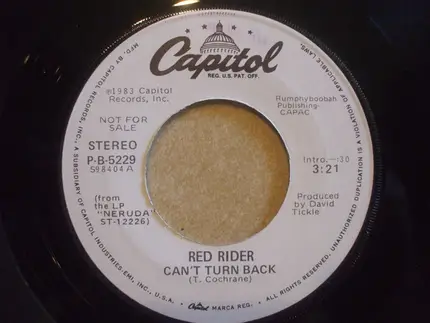 Capitol
REG. U.S. PAT. OFF.
℗1983 Capitol
Records, Inc.
NOT FOR
SALE
STEREO
P-B-5229
S98404A
(from
the LP
"NERUDA"
ST-12226)
Rumphyboobah
Publishing-
CAPAC
Intro.-:30
3:21
Produced
by David
Tickle
RED RIDER
CAN'T TURN BACK
(T. Cochrane)
MFD. BY CAPITOL RECORDS, INC., A SUBSIDIARY OF CAPITOL INDUSTRIES-EMI, INC., U.S.A. • Capitol MARCA REG. • ALL RIGHTS RESERVED. UNAUTHORIZED DUPLICATION IS A VIOLATION OF APPLICABLE LAWS.